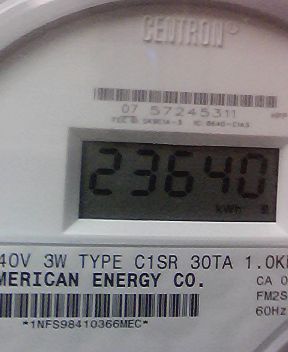 CENTRON®
07 57245311
23640
kWh
40V 3W TYPE C1SR 30TA 1.0K
MERICAN ENERGY CO.
CA 0
FM2S
60Hz
*1NFS98410366MEC*